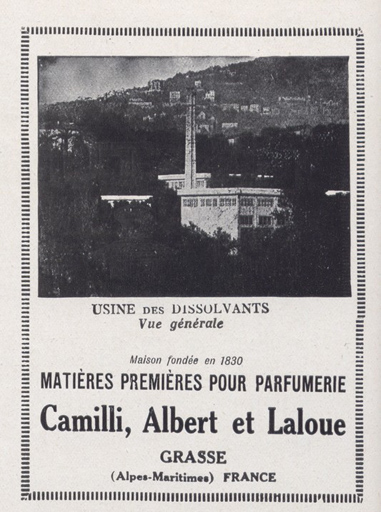 USINE DES DISSOLVANTS
Vue générale
Maison fondée en 1830
MATIÈRES PREMIÈRES POUR PARFUMERIE
Camilli, Albert et Laloue
GRASSE
(Alpes-Maritimes) FRANCE